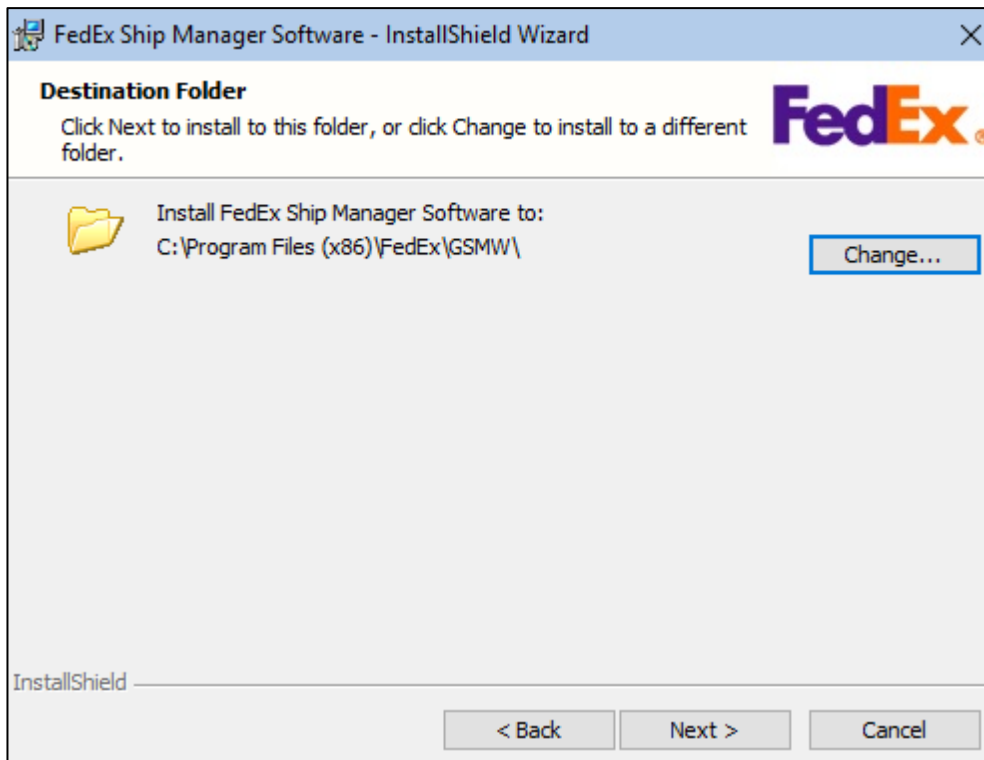 FedEx Ship Manager Software - InstallShield Wizard
Destination Folder
Click Next to install to this folder, or click Change to install to a different
folder.
FedEx®
Install FedEx Ship Manager Software to:
C:\Program Files (x86)\FedEx\GSMW\
Change...
InstallShield
< Back
Next >
Cancel